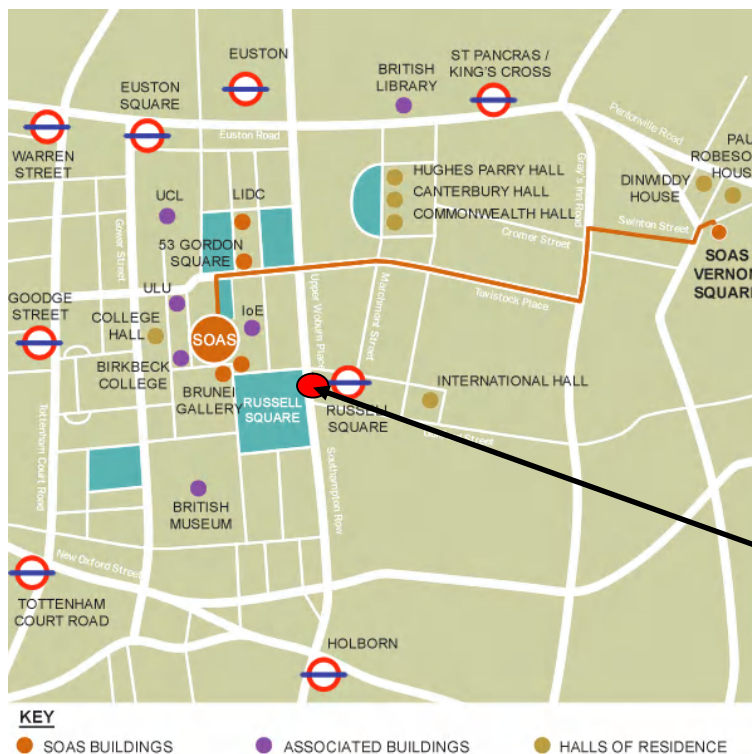 EUSTON
ST PANCRAS /
KING'S CROSS
EUSTON
SQUARE
BRITISH
LIBRARY
Euston Road
Pentonville Road
WARREN
STREET
Gray's Inn Road
PAU
ROBESO
HOUS
HUGHES PARRY HALL
DINWIDDY
HOUSE
UCL
LIDC
CANTERBURY HALL
COMMONWEALTH HALL
Swinton Street
Gower Street
53 GORDON
SQUARE
Cromer Street
SOAS
VERNON
SQUARE
ULU
Upper Woburn Place
Marchmont Street
Tavistock Place
GOODGE
STREET
COLLEGE
HALL
IoE
SOAS
BIRKBECK
COLLEGE
BRUNEI
GALLERY
RUSSELL
SQUARE
RUSSELL
SQUARE
INTERNATIONAL HALL
Street
Tottenham Court Road
Southampton Row
BRITISH
MUSEUM
New Oxford Street
TOTTENHAM
COURT ROAD
HOLBORN
KEY
SOAS BUILDINGS
ASSOCIATED BUILDINGS
HALLS OF RESIDENCE